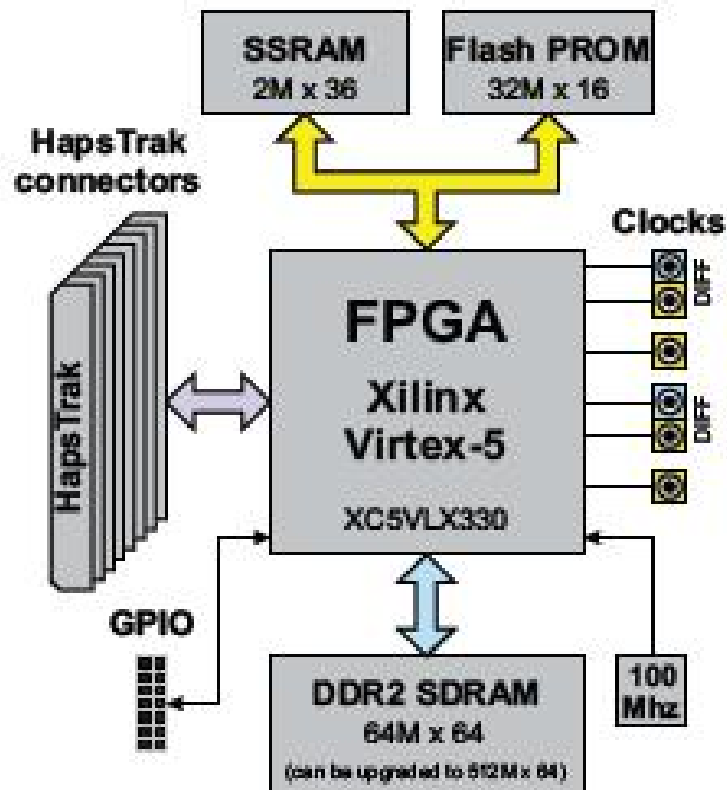 SSRAM
2M x 36
Flash PROM
32M x 16
HapsTrak
connectors
Clocks
DIFF
DIFF
FPGA
Xilinx
Virtex-5
XC5VLX330
HapsTrak
GPIO
DDR2 SDRAM
64M x 64
(can be upgraded to 512M x 64)
100
Mhz